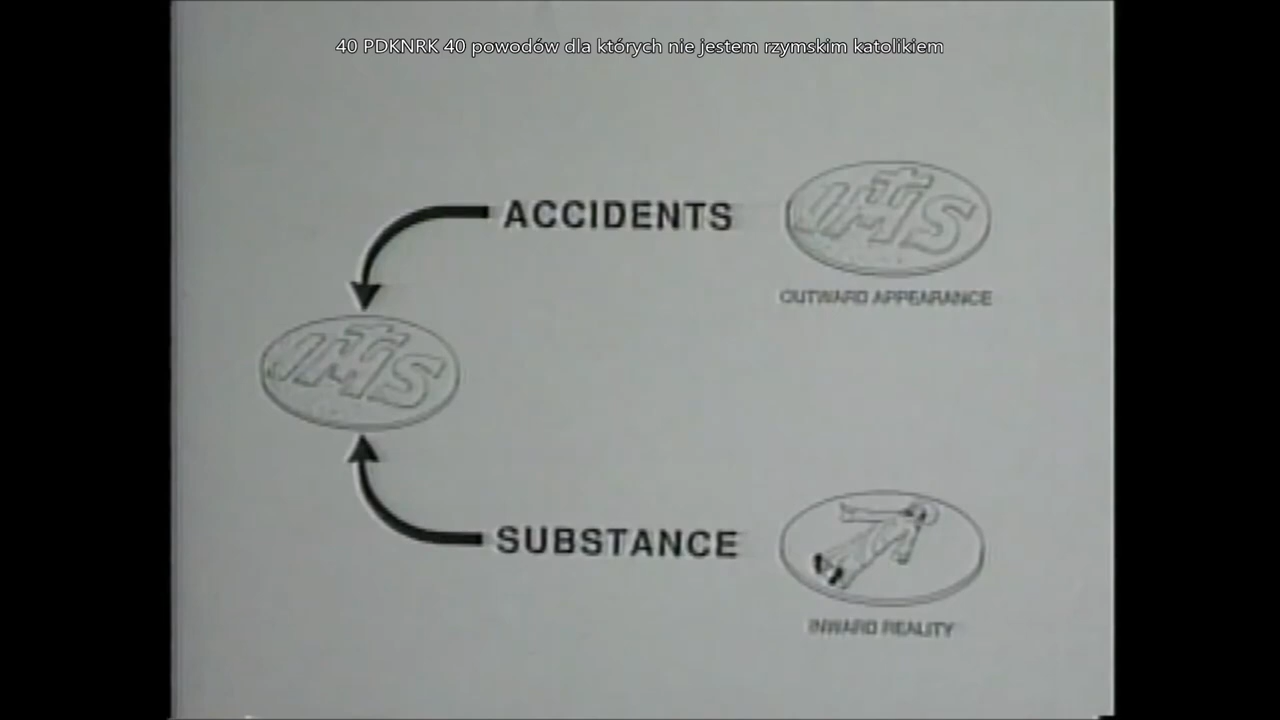 40 PDKNRK 40 powodów dla których nie jestem rzymskim katolikiem
ACCIDENTS
IHS
OUTWARD APPEARANCE
IHS
SUBSTANCE
INWARD REALITY